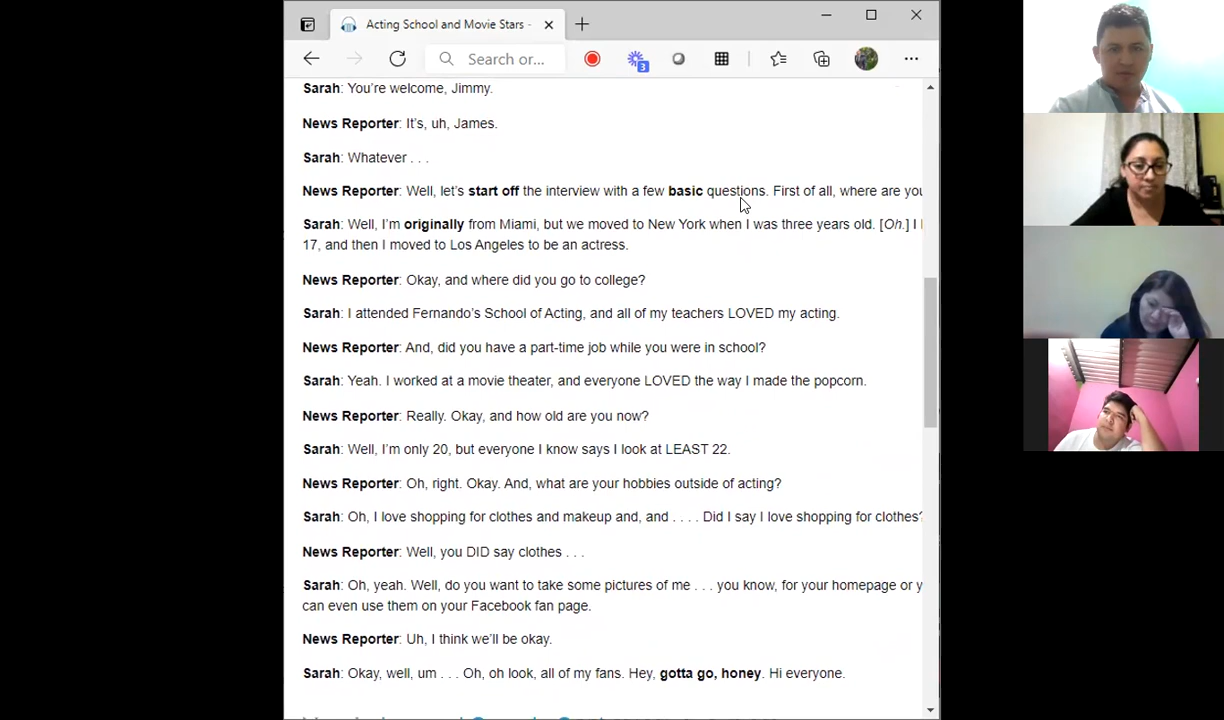 Acting School and Movie Stars -
Search or...
3
Sarah: You're welcome, Jimmy.
News Reporter: It's, uh, James.
Sarah: Whatever . . .
News Reporter: Well, let's start off the interview with a few basic questions. First of all, where are you
Sarah: Well, I'm originally from Miami, but we moved to New York when I was three years old. [Oh.] I
17, and then I moved to Los Angeles to be an actress.
News Reporter: Okay, and where did you go to college?
Sarah: I attended Fernando's School of Acting, and all of my teachers LOVED my acting.
News Reporter: And, did you have a part-time job while you were in school?
Sarah: Yeah. I worked at a movie theater, and everyone LOVED the way I made the popcorn.
News Reporter: Really. Okay, and how old are you now?
Sarah: Well, I'm only 20, but everyone I know says I look at LEAST 22.
News Reporter: Oh, right. Okay. And, what are your hobbies outside of acting?
Sarah: Oh, I love shopping for clothes and makeup and, and . . . . Did I say I love shopping for clothes?
News Reporter: Well, you DID say clothes . . .
Sarah: Oh, yeah. Well, do you want to take some pictures of me . . . you know, for your homepage or
can even use them on your Facebook fan page.
News Reporter: Uh, I think we'll be okay.
Sarah: Okay, well, um . . . Oh, oh look, all of my fans. Hey, gotta go, honey. Hi everyone.